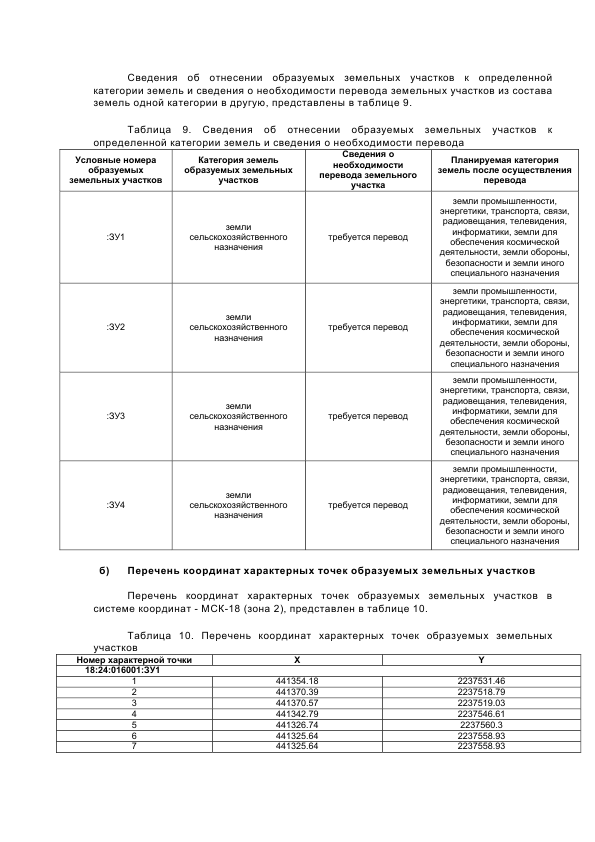 Сведения об отнесении образуемых земельных участков к определенной
категории земель и сведения о необходимости перевода земельных участков из состава
земель одной категории в другую, представлены в таблице 9.
Таблица 9. Сведения об отнесении образуемых земельных участков к
определенной категории земель и сведения о необходимости перевода
Условные номера
образуемых
земельных участков
Категория земель
образуемых земельных
участков
Сведения о
необходимости
перевода земельного
участка
Планируемая категория
земель после осуществления
перевода
:ЗУ1
земли
сельскохозяйственного
назначения
требуется перевод
земли промышленности,
энергетики, транспорта, связи,
радиовещания, телевидения,
информатики, земли для
обеспечения космической
деятельности, земли обороны,
безопасности и земли иного
специального назначения
:ЗУ2
земли
сельскохозяйственного
назначения
требуется перевод
земли промышленности,
энергетики, транспорта, связи,
радиовещания, телевидения,
информатики, земли для
обеспечения космической
деятельности, земли обороны,
безопасности и земли иного
специального назначения
:ЗУ3
земли
сельскохозяйственного
назначения
требуется перевод
земли промышленности,
энергетики, транспорта, связи,
радиовещания, телевидения,
информатики, земли для
обеспечения космической
деятельности, земли обороны,
безопасности и земли иного
специального назначения
:ЗУ4
земли
сельскохозяйственного
назначения
требуется перевод
земли промышленности,
энергетики, транспорта, связи,
радиовещания, телевидения,
информатики, земли для
обеспечения космической
деятельности, земли обороны,
безопасности и земли иного
специального назначения
б) Перечень координат характерных точек образуемых земельных участков
Перечень координат характерных точек образуемых земельных участков в
системе координат - МСК-18 (зона 2), представлен в таблице 10.
Таблица 10. Перечень координат характерных точек образуемых земельных
участков
Номер характерной точки X Y
18:24:016001:ЗУ1
1 441354.18 2237531.46
2 441370.39 2237518.79
3 441370.57 2237519.03
4 441342.79 2237546.61
5 441326.74 2237560.3
6 441325.64 2237558.93
7 441325.64 2237558.93